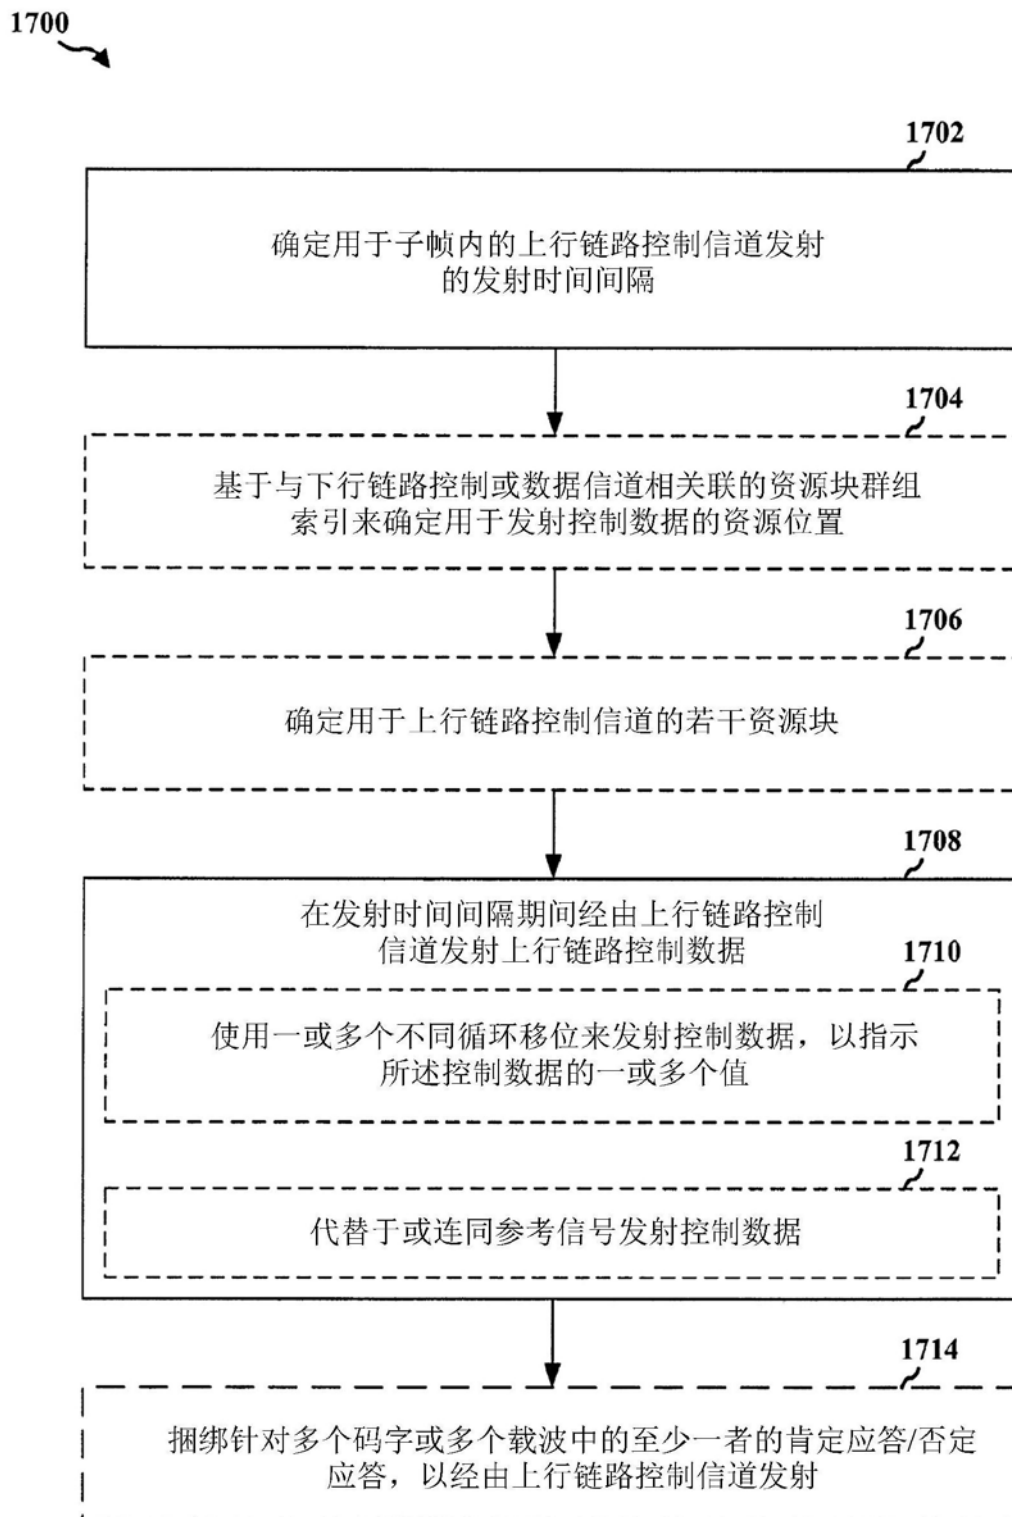 1700
1702
确定用于子帧内的上行链路控制信道发射
的发射时间间隔
1704
基于与下行链路控制或数据信道相关联的资源块群组
索引来确定用于发射控制数据的资源位置
1706
确定用于上行链路控制信道的若干资源块
1708
在发射时间间隔期间经由上行链路控制
信道发射上行链路控制数据
1710
使用一或多个不同循环移位来发射控制数据，以指示
所述控制数据的一或多个值
1712
代替于或连同参考信号发射控制数据
1714
捆绑针对多个码字或多个载波中的至少一者的肯定应答/否定
应答，以经由上行链路控制信道发射